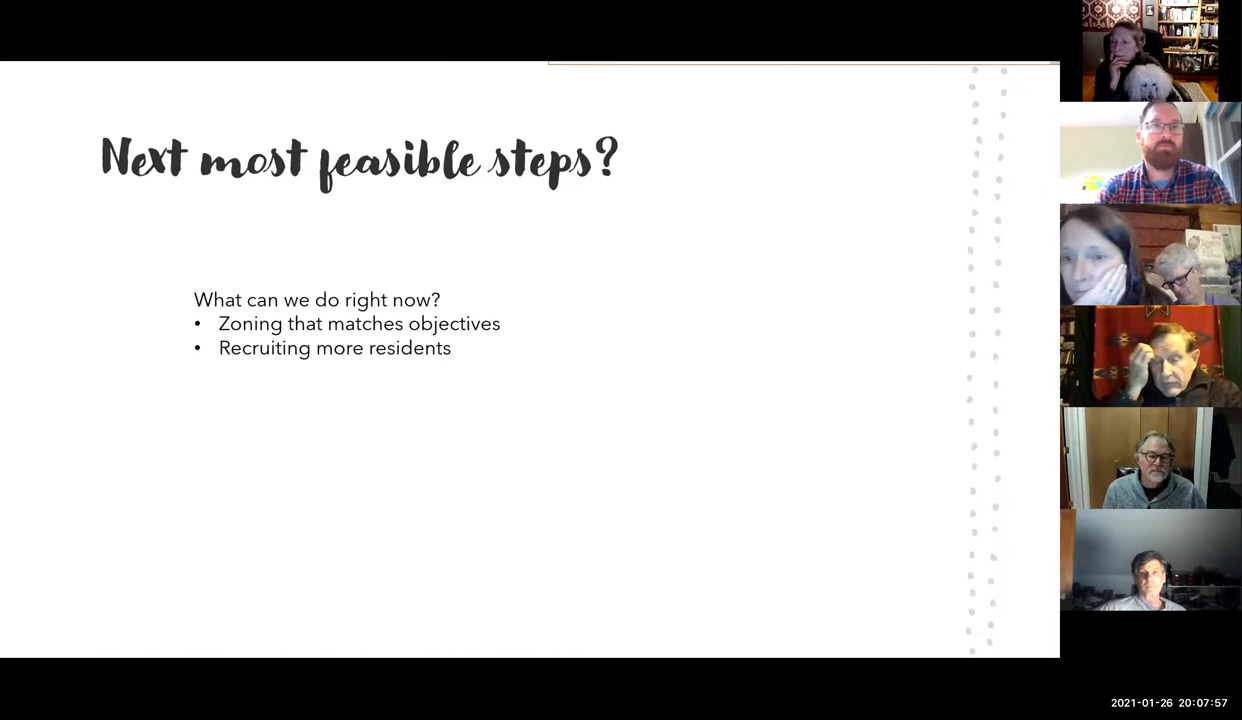 Next most feasible steps?
What can we do right now?
• Zoning that matches objectives
• Recruiting more residents
2021-01-26 20:07:57